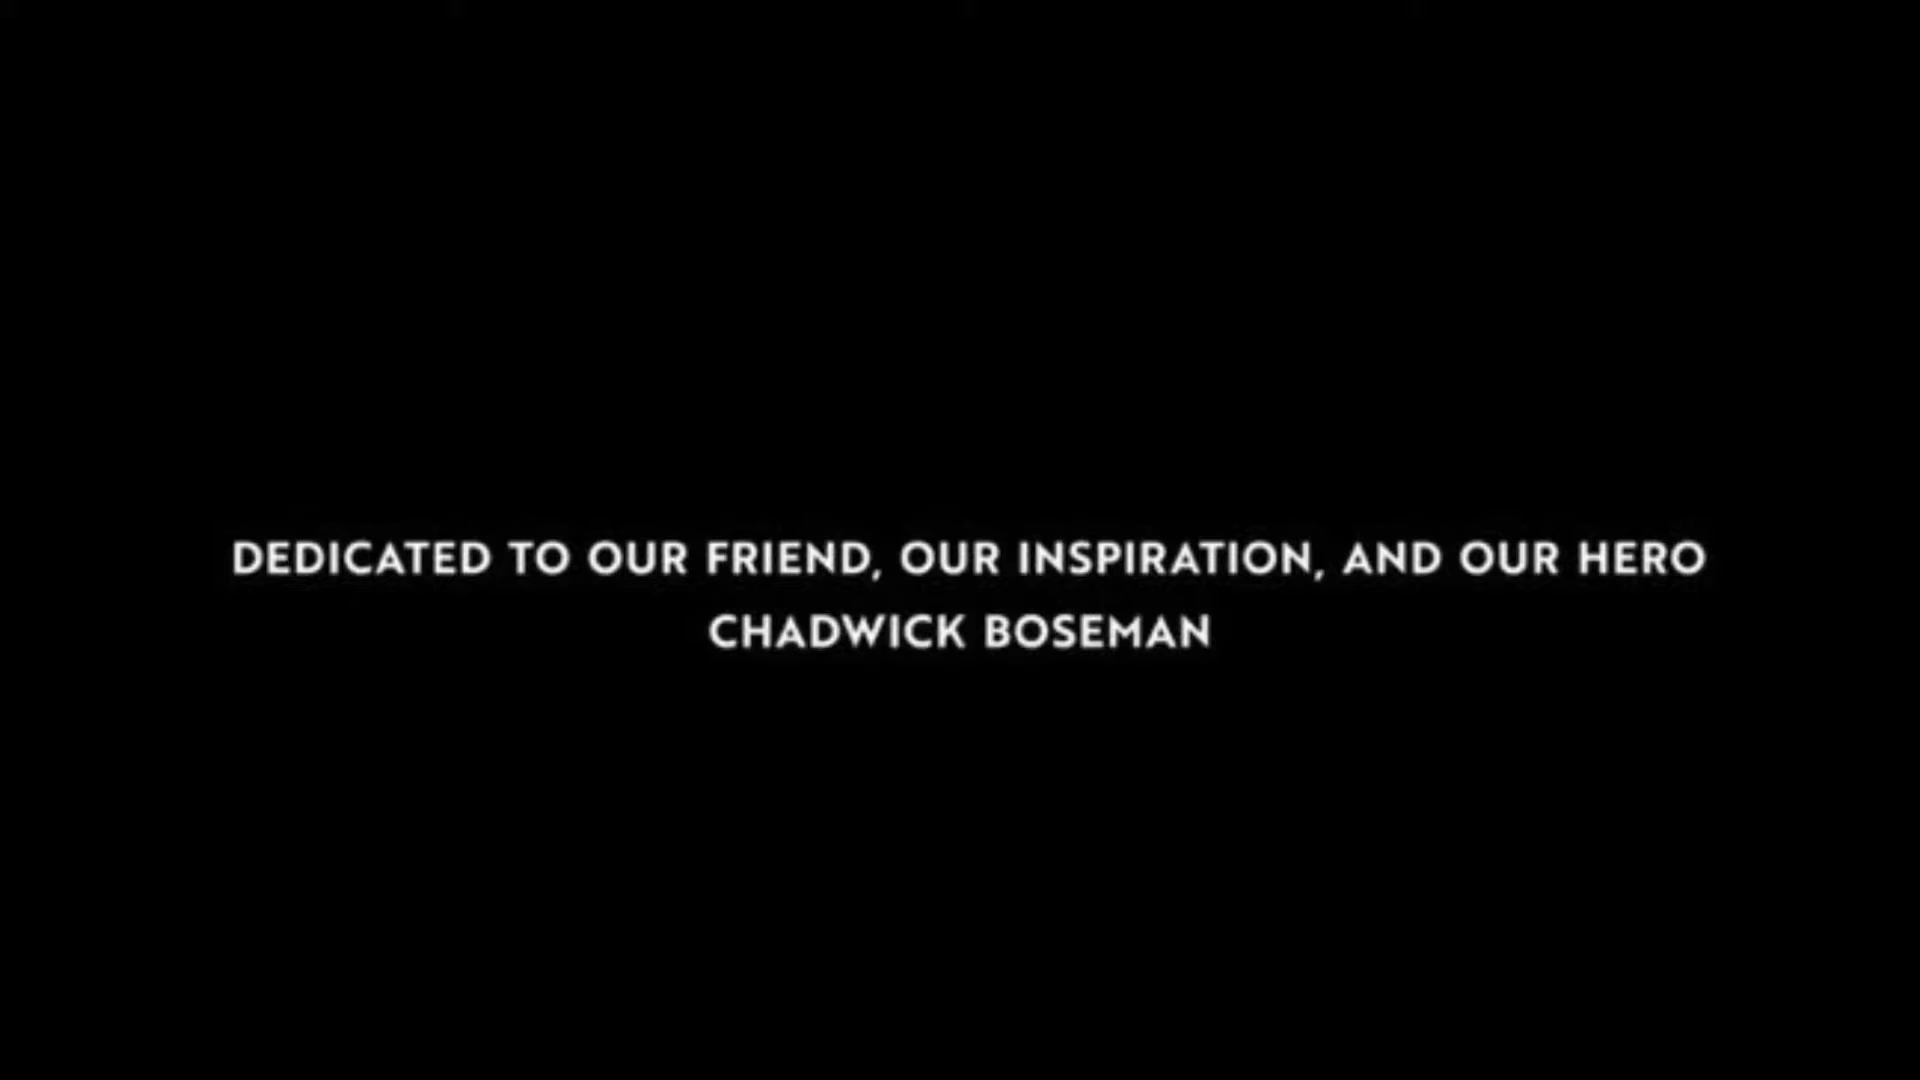 DEDICATED TO OUR FRIEND, OUR INSPIRATION, AND OUR HERO
CHADWICK BOSEMAN